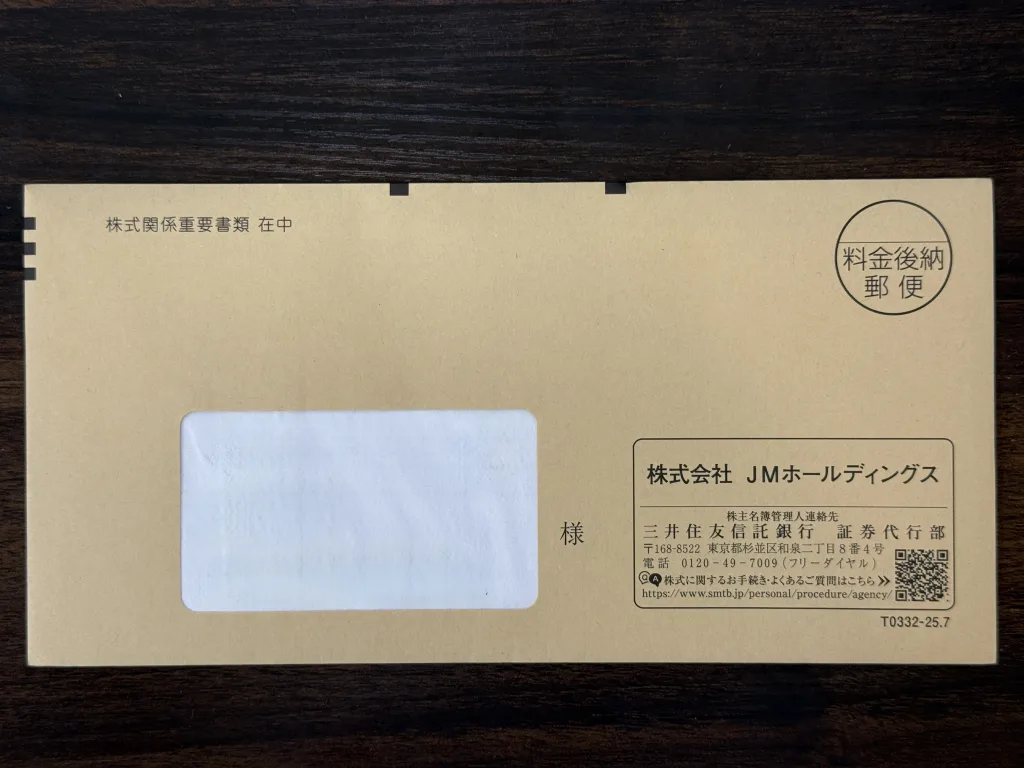 株式関係重要書類 在中
料金後納
郵便
様
株式会社 JMホールディングス
株主名簿管理人連絡先
三井住友信託銀行 証券代行部
〒168-8522 東京都杉並区和泉二丁目8番4号
電話 0120-49-7009(フリーダイヤル)
Q A 株式に関するお手続き・よくあるご質問はこちら
https://www.smtb.jp/personal/procedure/agency/
T0332-25.7